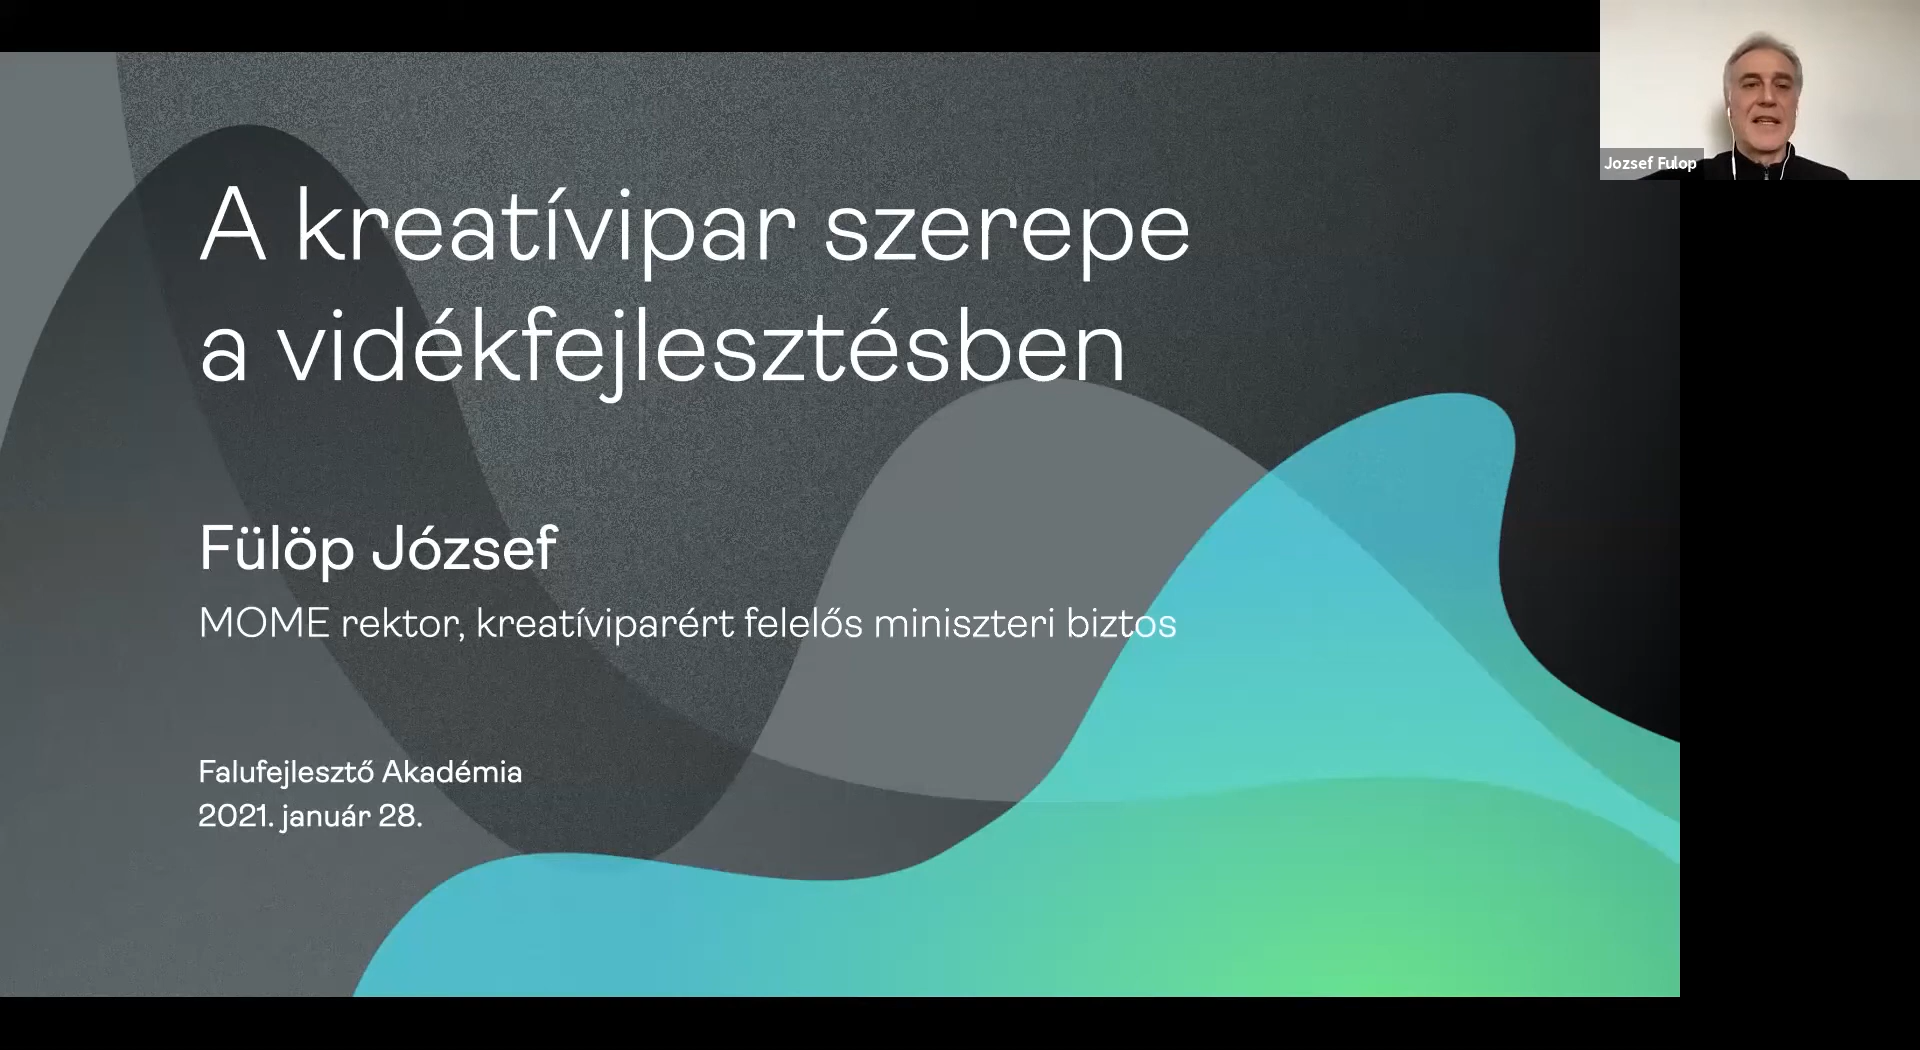 A kreatívipar szerepe
a vidékfejlesztésben
Fülöp József
MOME rektor, kreatíviparért felelős miniszteri biztos
Falufejlesztő Akadémia
2021. január 28.
Jozsef Fulop